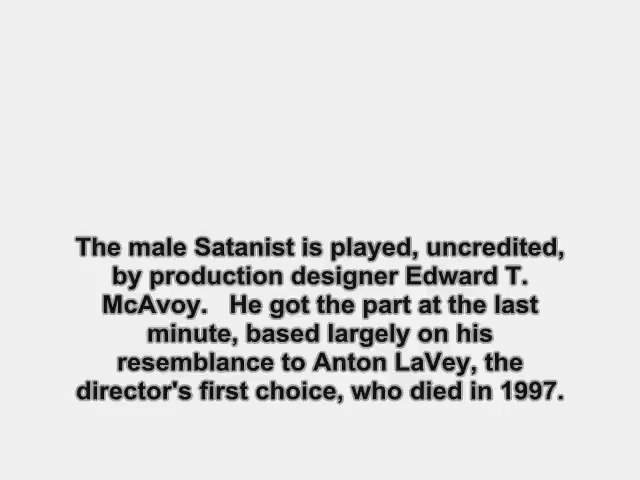 The male Satanist is played, uncredited,
by production designer Edward T.
McAvoy.   He got the part at the last
minute, based largely on his
resemblance to Anton LaVey, the
director's first choice, who died in 1997.